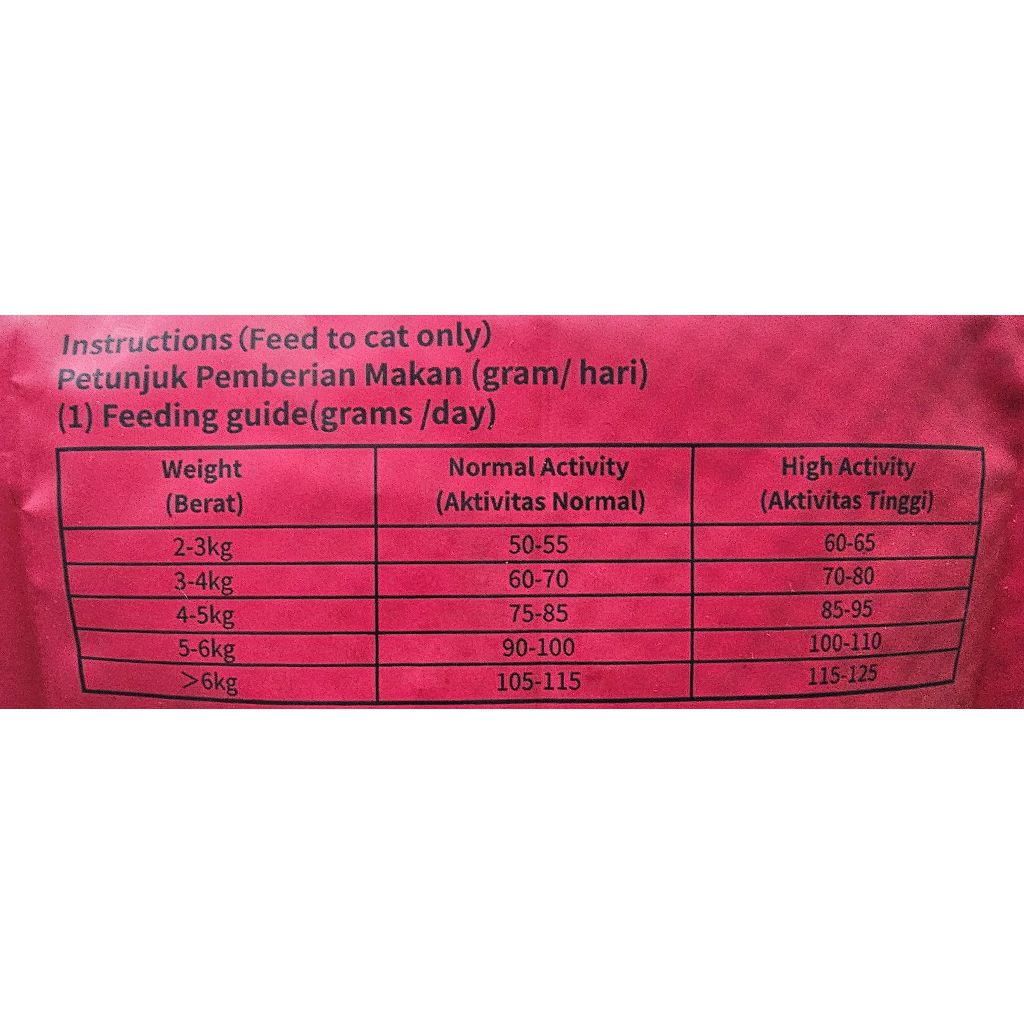 Instructions(Feed to cat only)
Petunjuk Pemberian Makan (gram/ hari)
(1) Feeding guide(grams /day)
Weight Normal Activity High Activity
(Berat) (Aktivitas Normal) (Aktivitas Tinggi)
2-3kg 50-55 60-65
3-4kg 60-70 70-80
4-5kg 75-85 85-95
5-6kg 90-100 100-110
>6kg 105-115 115-125